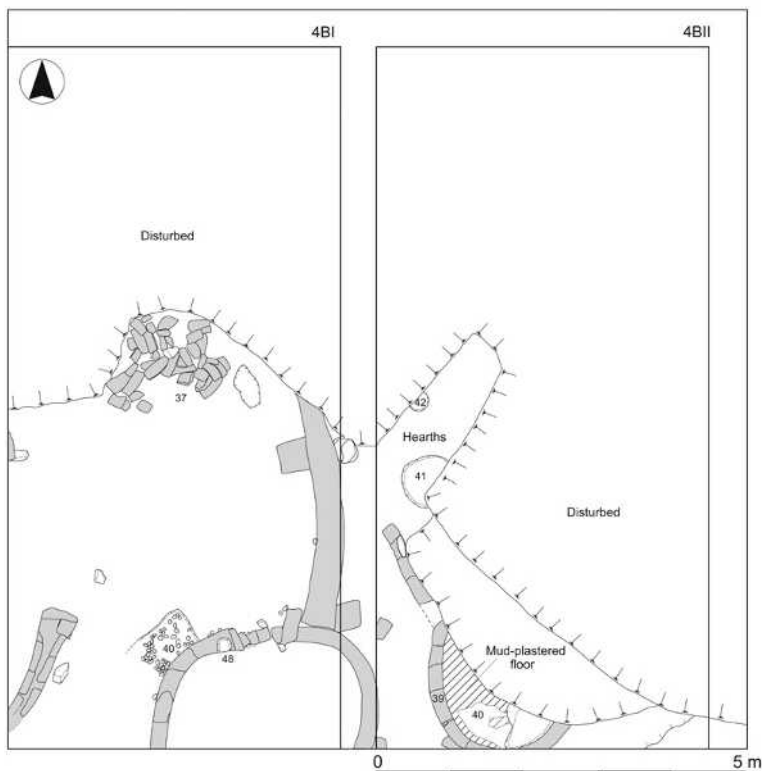 4BI
4BII
Disturbed
37
42
Hearths
41
Disturbed
40
48
Mud-plastered
floor
39
40
0
5 m